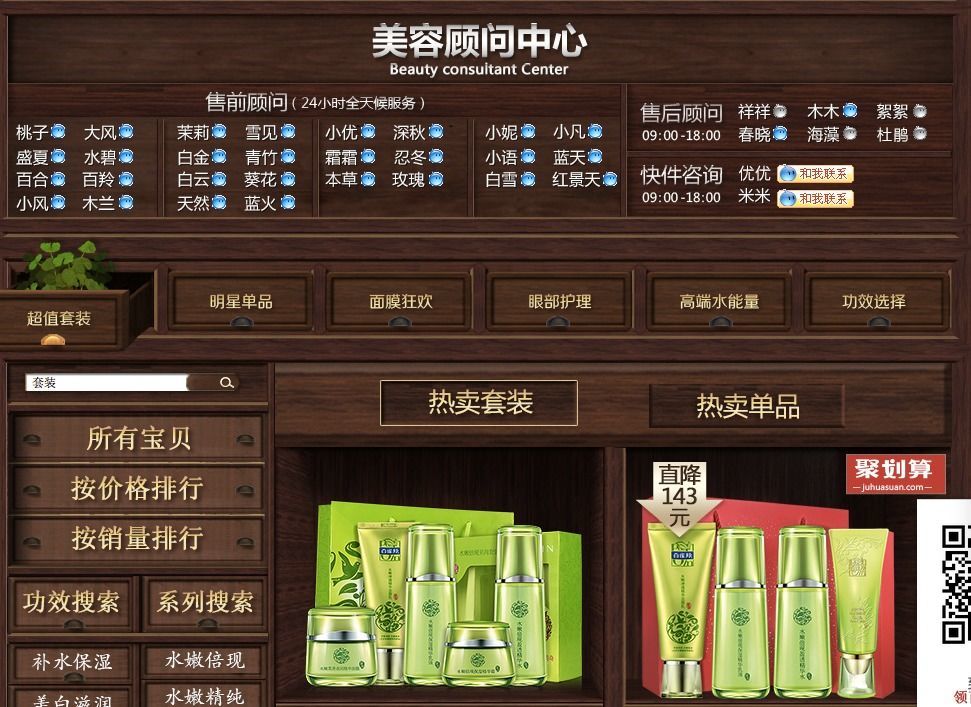 美容顾问中心
Beauty consuitant Center
售前顾问（24小时全天候服务）
桃子 大风 茉莉 雪见 小优 深秋 小妮 小凡
盛夏 水碧 白金 青竹 霜霜 忍冬 小语 蓝天
百合 百羚 白云 葵花 本草 玫瑰 白雪 红景天
小风 木兰 天然 蓝火
售后顾问 祥祥 木木 絮絮
09:00-18:00 春晓 海藻 杜鹃
快件咨询 优优 和我联系
09:00-18:00 米米 和我联系
超值套装 明星单品 面膜狂欢 眼部护理 高端水能量 功效选择
套装
热卖套装 热卖单品
所有宝贝
按价格排行
按销量排行
功效搜索 系列搜索
补水保湿 水嫩倍现
美白滋润 水嫩精纯
直降
143
元
聚划算
juhuasuan.com
百雀羚
领